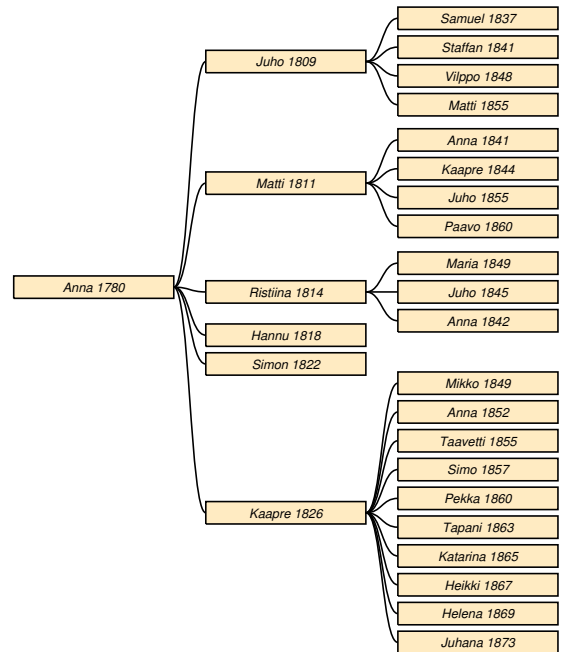 Anna 1780
Juho 1809
Samuel 1837
Staffan 1841
Vilppo 1848
Matti 1855
Matti 1811
Anna 1841
Kaapre 1844
Juho 1855
Paavo 1860
Ristiina 1814
Maria 1849
Juho 1845
Anna 1842
Hannu 1818
Simon 1822
Kaapre 1826
Mikko 1849
Anna 1852
Taavetti 1855
Simo 1857
Pekka 1860
Tapani 1863
Katarina 1865
Heikki 1867
Helena 1869
Juhana 1873